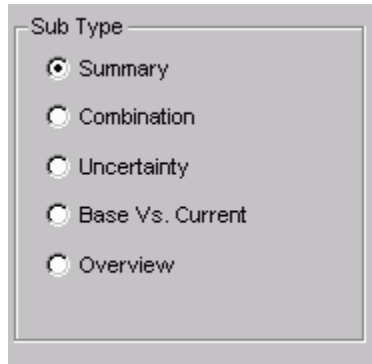 Sub Type
Summary
Combination
Uncertainty
Base Vs. Current
Overview